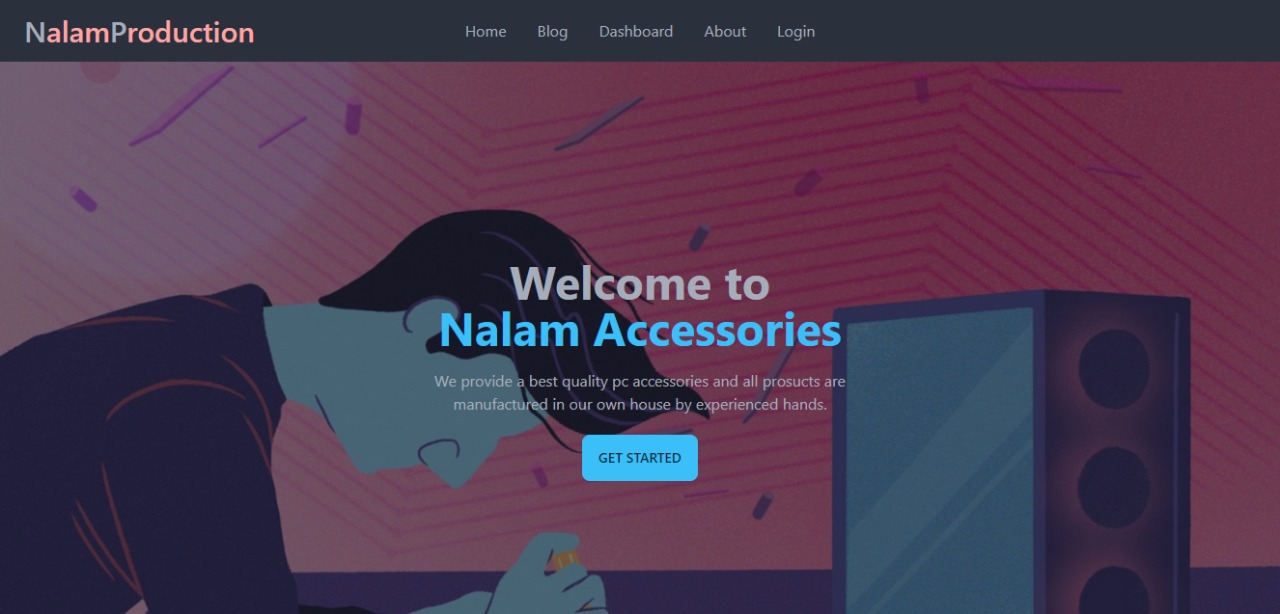 NalamProduction
Home Blog Dashboard About Login
Welcome to
Nalam Accessories
We provide a best quality pc accessories and all prosucts are
manufactured in our own house by experienced hands.
GET STARTED